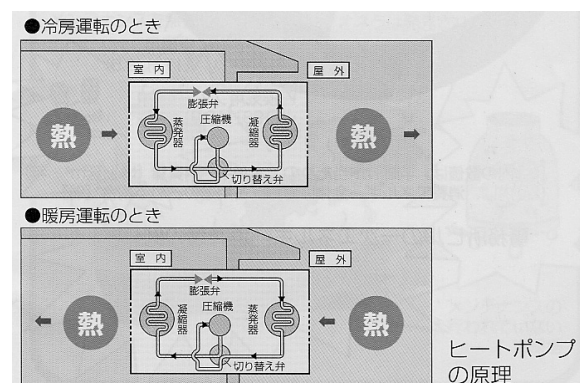 ●冷房運転のとき
室内
屋外
膨張弁
蒸発器
圧縮機
凝縮器
熱
熱
切り替え弁
●暖房運転のとき
室内
屋外
膨張弁
凝縮器
圧縮機
蒸発器
熱
熱
切り替え弁
ヒートポンプ
の原理